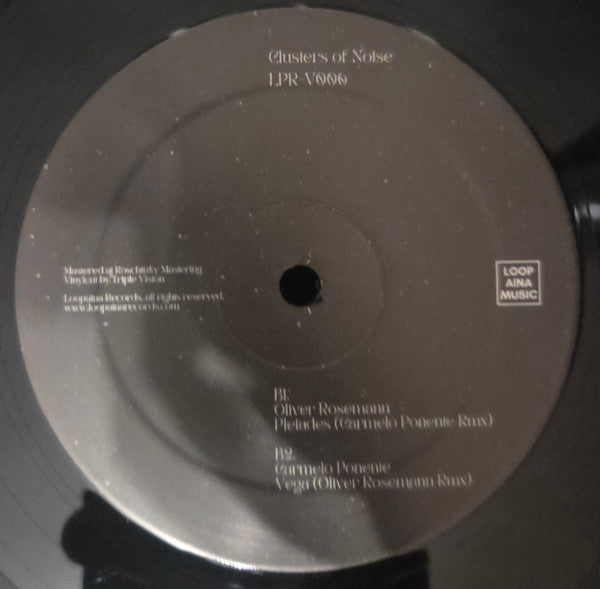 Clusters of Noise
LPR-V000
Mastered at Roschitzky Mastering
Vinylcut by Triple Vision
Loopaina Records, all rights reserved.
www.loopainarecords.com
LOOP
AINA
MUSIC
B1.
Oliver Rosemann
Pleiades (Carmelo Ponente Rmx)
B2.
Carmelo Ponente
Vega (Oliver Rosemann Rmx)